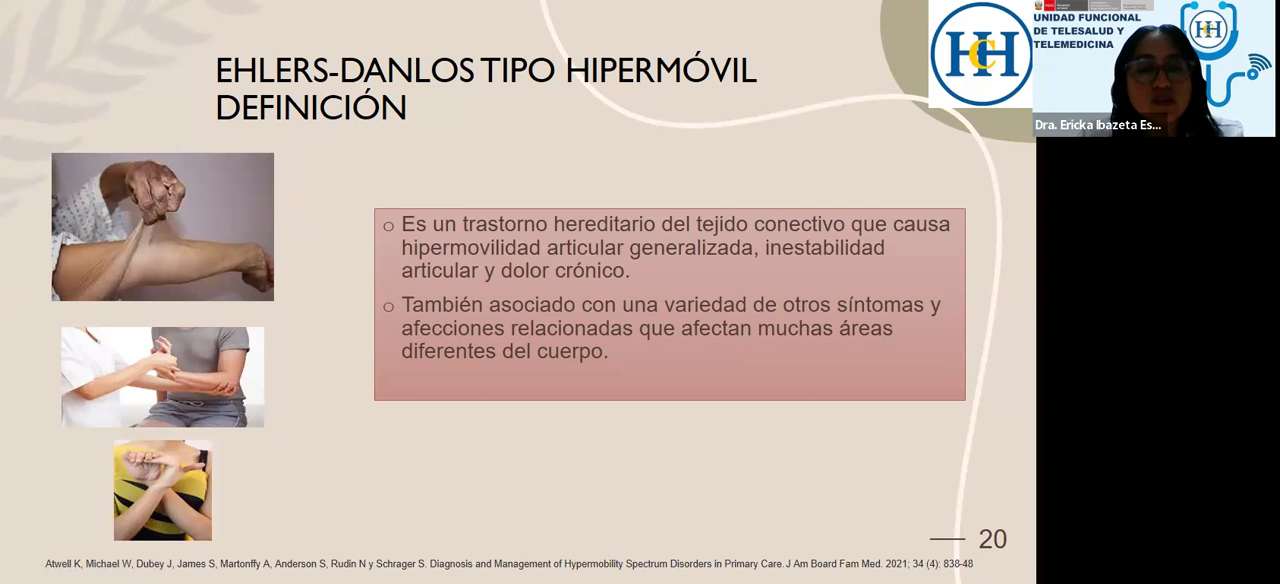 EHLERS-DANLOS TIPO HIPERMÓVIL
DEFINICIÓN
HCH
UNIDAD FUNCIONAL
DE TELESALUD Y
TELEMEDICINA
HCH
Dra. Ericka Ibazeta Es...
○ Es un trastorno hereditario del tejido conectivo que causa
hipermovilidad articular generalizada, inestabilidad
articular y dolor crónico.
○ También asociado con una variedad de otros síntomas y
afecciones relacionadas que afectan muchas áreas
diferentes del cuerpo.
20
Atwell K, Michael W, Dubey J, James S, Martonffy A, Anderson S, Rudin N y Schrager S. Diagnosis and Management of Hypermobility Spectrum Disorders in Primary Care. J Am Board Fam Med. 2021; 34 (4): 838-48